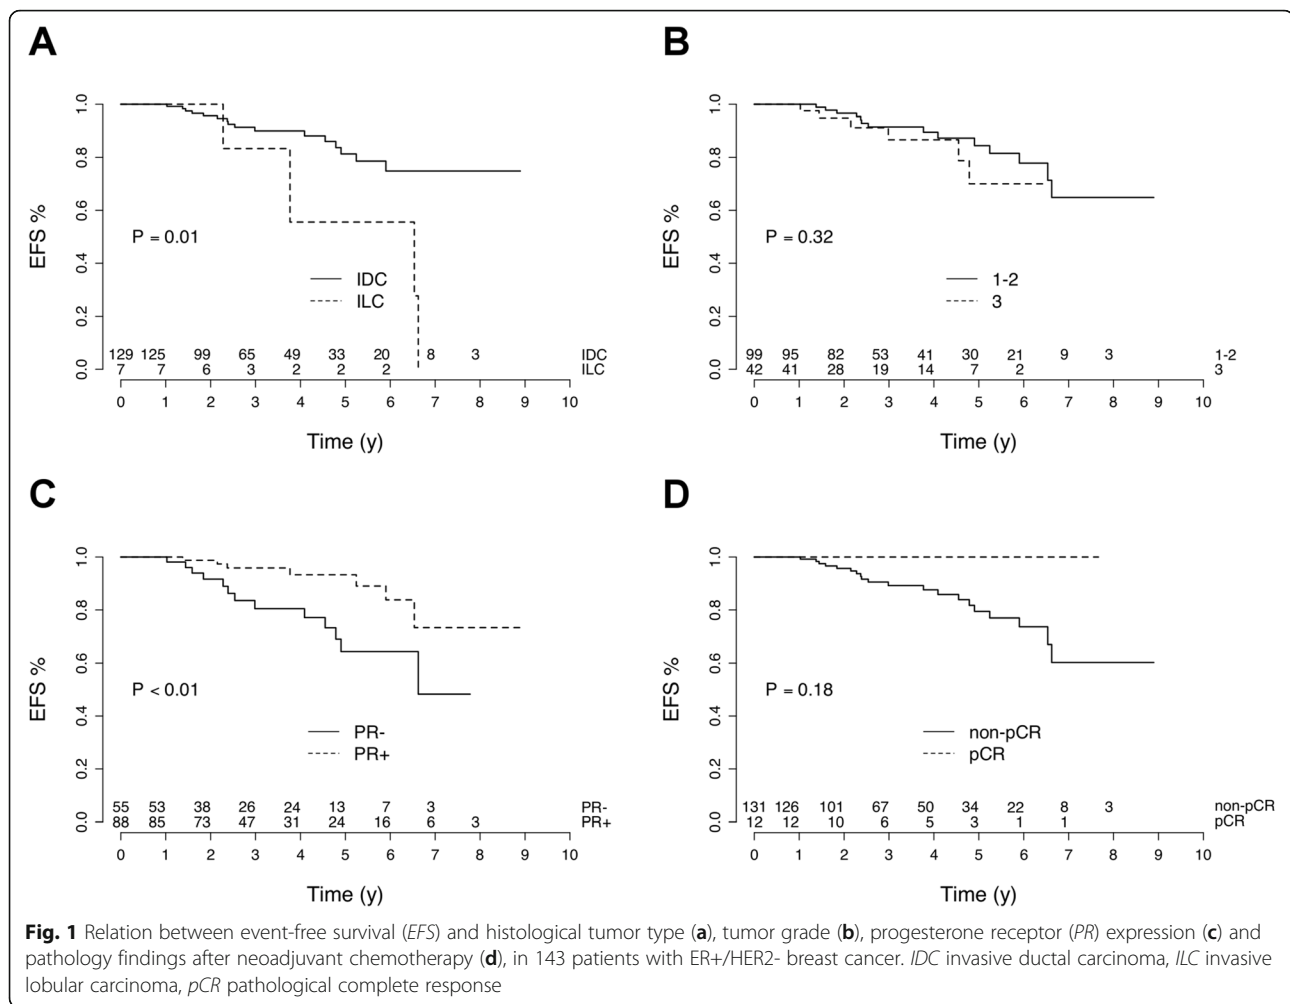 A
EFS %
1.0
0.8
0.6
0.4
0.2
0.0
P = 0.01
IDC
ILC
129 125 99 65 49 33 20 8 3 IDC
7 7 6 3 2 2 2 ILC
0 1 2 3 4 5 6 7 8 9 10
Time (y)
B
EFS %
1.0
0.8
0.6
0.4
0.2
0.0
P = 0.32
1-2
3
99 95 82 53 41 30 21 9 3 1-2
42 41 28 19 14 7 2 3
0 1 2 3 4 5 6 7 8 9 10
Time (y)
C
EFS %
1.0
0.8
0.6
0.4
0.2
0.0
P < 0.01
PR-
PR+
55 53 38 26 24 13 7 3 PR-
88 85 73 47 31 24 16 6 3 PR+
0 1 2 3 4 5 6 7 8 9 10
Time (y)
D
EFS %
1.0
0.8
0.6
0.4
0.2
0.0
P = 0.18
non-pCR
pCR
131 126 101 67 50 34 22 8 3 non-pCR
12 12 10 6 5 3 1 1 pCR
0 1 2 3 4 5 6 7 8 9 10
Time (y)
Fig. 1 Relation between event-free survival (EFS) and histological tumor type (a), tumor grade (b), progesterone receptor (PR) expression (c) and
pathology findings after neoadjuvant chemotherapy (d), in 143 patients with ER+/HER2- breast cancer. IDC invasive ductal carcinoma, ILC invasive
lobular carcinoma, pCR pathological complete response